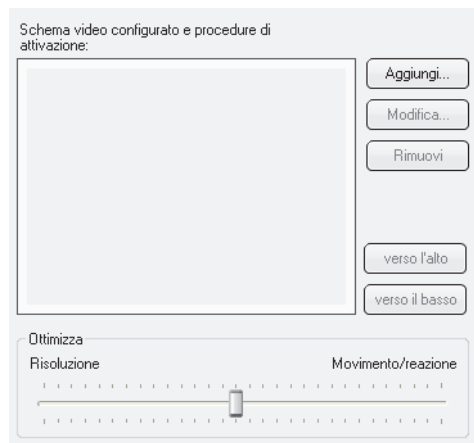 Schema video configurato e procedure di
attivazione:
Aggiungi...
Modifica...
Rimuovi
verso l'alto
verso il basso
Ottimizza
Risoluzione Movimento/reazione